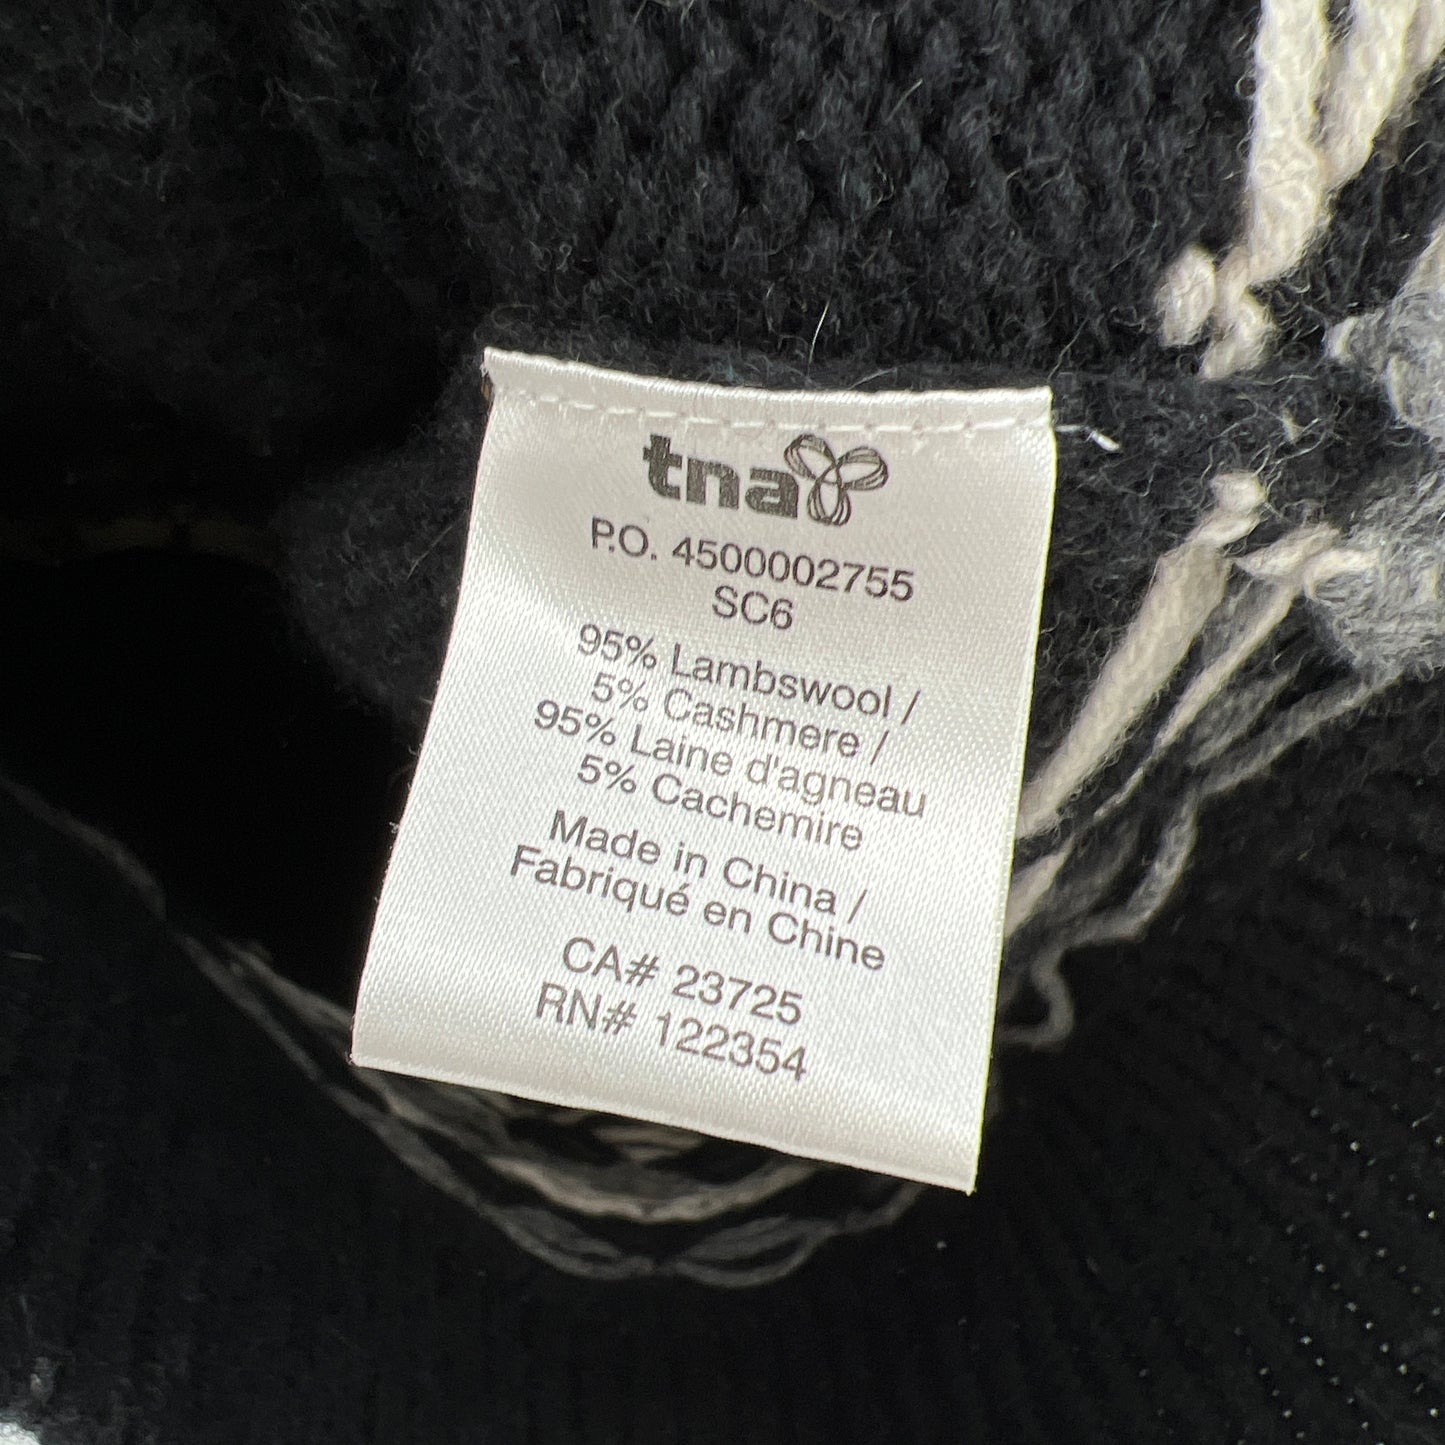 tna
P.O. 4500002755
SC6
95% Lambswool /
5% Cashmere /
95% Laine d'agneau
5% Cachemire
Made in China /
Fabriqué en Chine
CA# 23725
RN# 122354